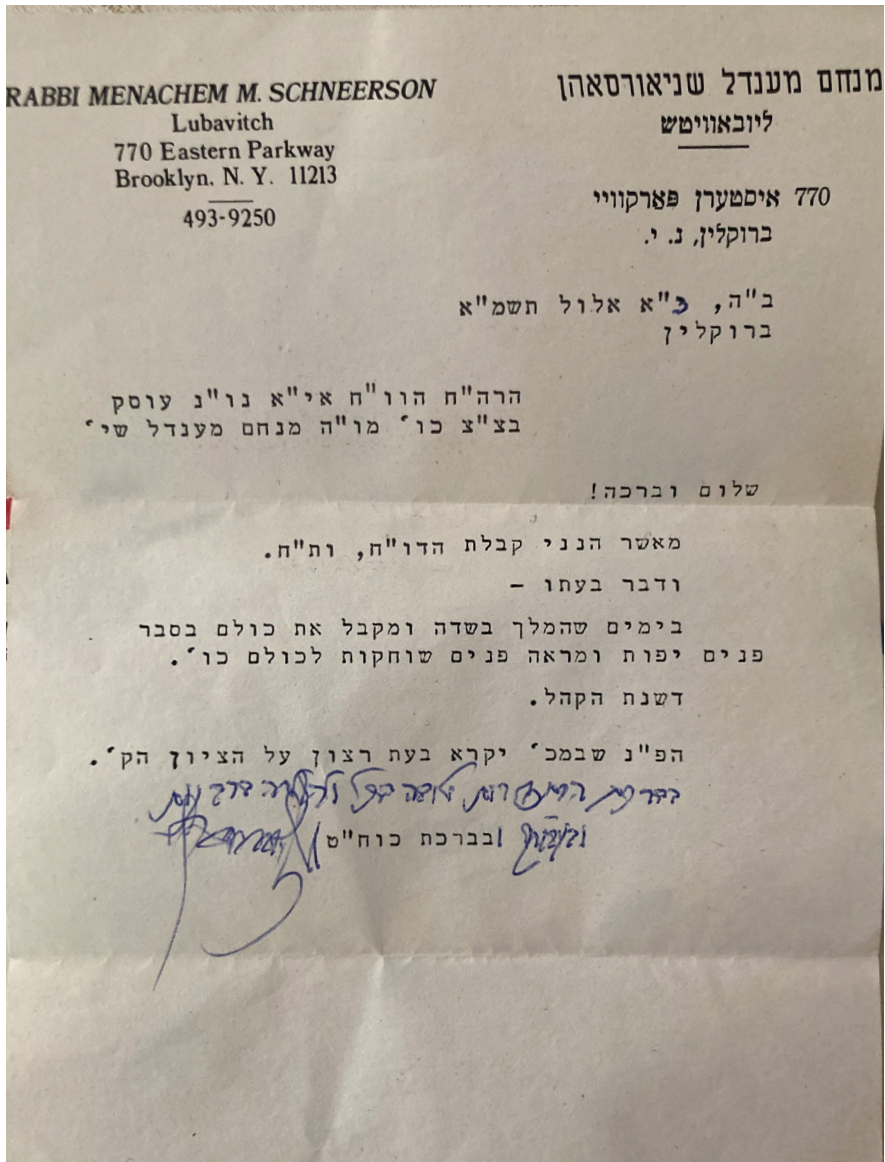 RABBI MENACHEM M. SCHNEERSON
Lubavitch
770 Eastern Parkway
Brooklyn, N. Y. 11213
493-9250
מנחם מענדל שניאורסאהן
ליובאוויטש
770 איסטערן פּאַרקוויי
ברוקלין, נ. י.
ב"ה, כ"א אלול תשמ"א
ברוקלין
הרה"ח הוו"ח אי"א נו"נ עוסק
בצ"צ כו' מו"ה מנחם מענדל שי'
שלום וברכה!
מאשר הנני קבלת הדו"ח, ות"ח.
ודבר בעתו –
בימים שהמלך בשדה ומקבל את כולם בסבר
פנים יפות ומראה פנים שוחקות לכולם כו'.
דשנת הקהל.
הפ"נ שבמכ' יקרא בעת רצון על הציון הק'.
בברכת
בברכת כוח"ט